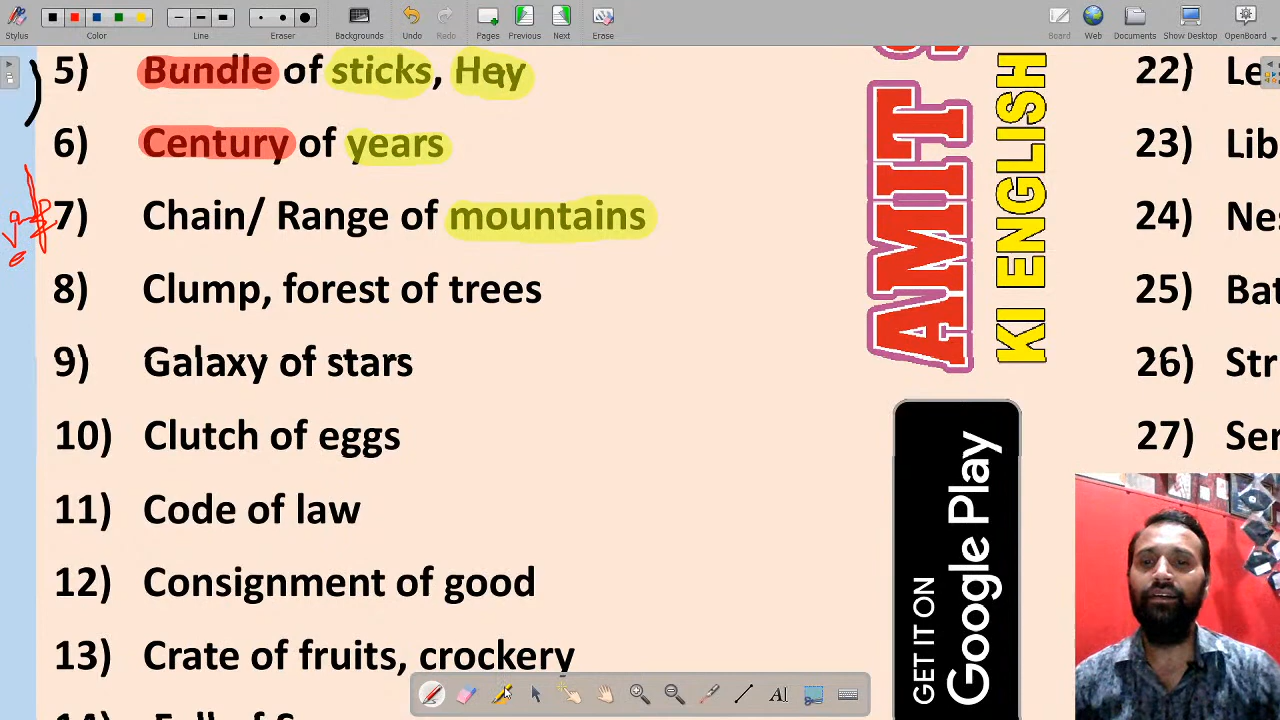 Stylus
Color
Line
Eraser
Backgrounds
Undo
Redo
Pages
Previous
Next
Erase
Board
Web
Documents
Show Desktop
OpenBoard
5) Bundle of sticks, Hay
6) Century of years
7) Chain/ Range of mountains
8) Clump, forest of trees
9) Galaxy of stars
10) Clutch of eggs
11) Code of law
12) Consignment of good
13) Crate of fruits, crockery
AMIT
KI ENGLISH
GET IT ON
Google Play
22) Le
23) Lib
24) Nes
25) Bat
26) Str
27) Ser